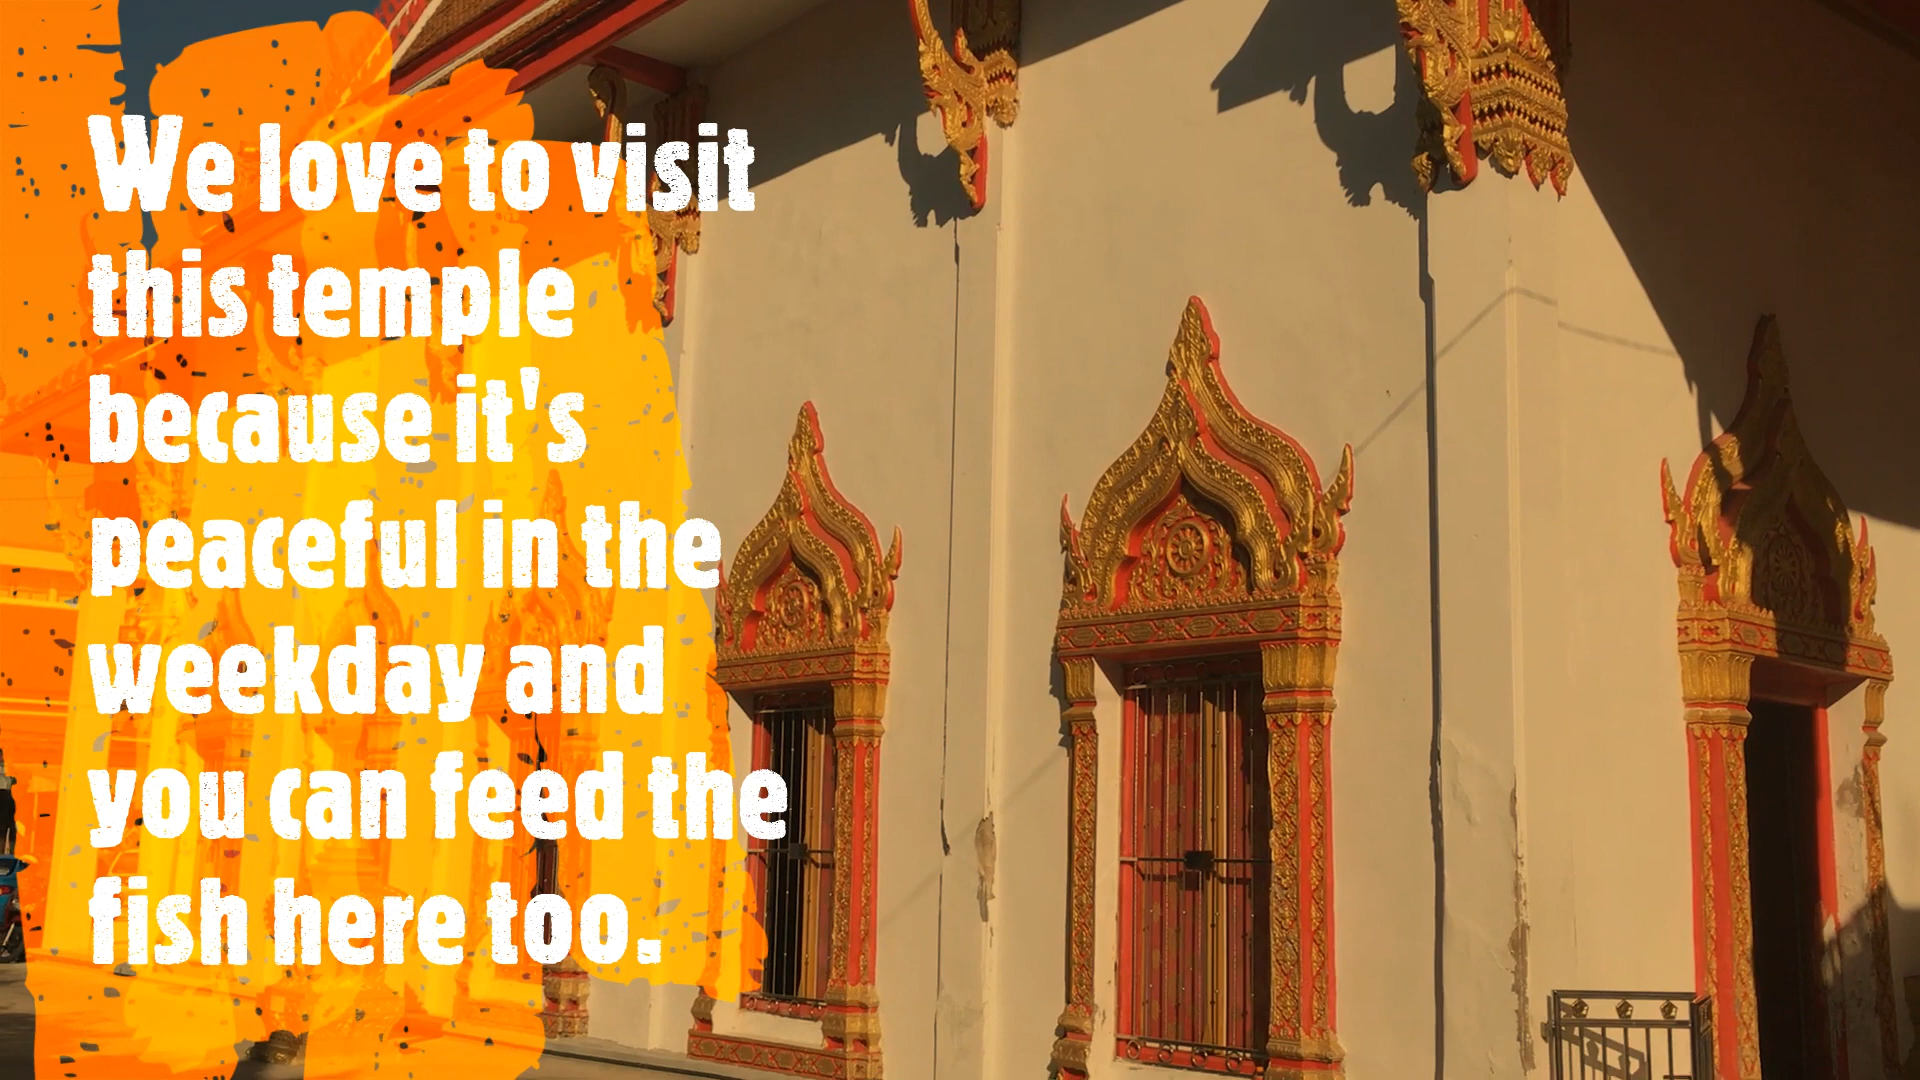 We love to visit
this temple
because it's
peaceful in the
weekday and
you can feed the
fish here too.